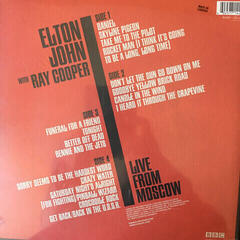 ELTON
JOHN
WITH RAY COOPER
SIDE 1
DANIEL
SKYLINE PIGEON
TAKE ME TO THE PILOT
ROCKET MAN (I THINK IT'S GOING
TO BE A LONG, LONG TIME)
SIDE 2
DON'T LET THE SUN GO DOWN ON ME
GOODBYE YELLOW BRICK ROAD
CANDLE IN THE WIND
I HEARD IT THROUGH THE GRAPEVINE
SIDE 3
FUNERAL FOR A FRIEND
TONIGHT
BETTER OFF DEAD
BENNIE AND THE JETS
SIDE 4
SORRY SEEMS TO BE THE HARDEST WORD
CRAZY WATER
SATURDAY NIGHT'S ALRIGHT
(FOR FIGHTING)/PINBALL WIZARD
CROCODILE ROCK
GET BACK/BACK IN THE U.S.S.R.
LIVE
FROM
MOSCOW
BBC